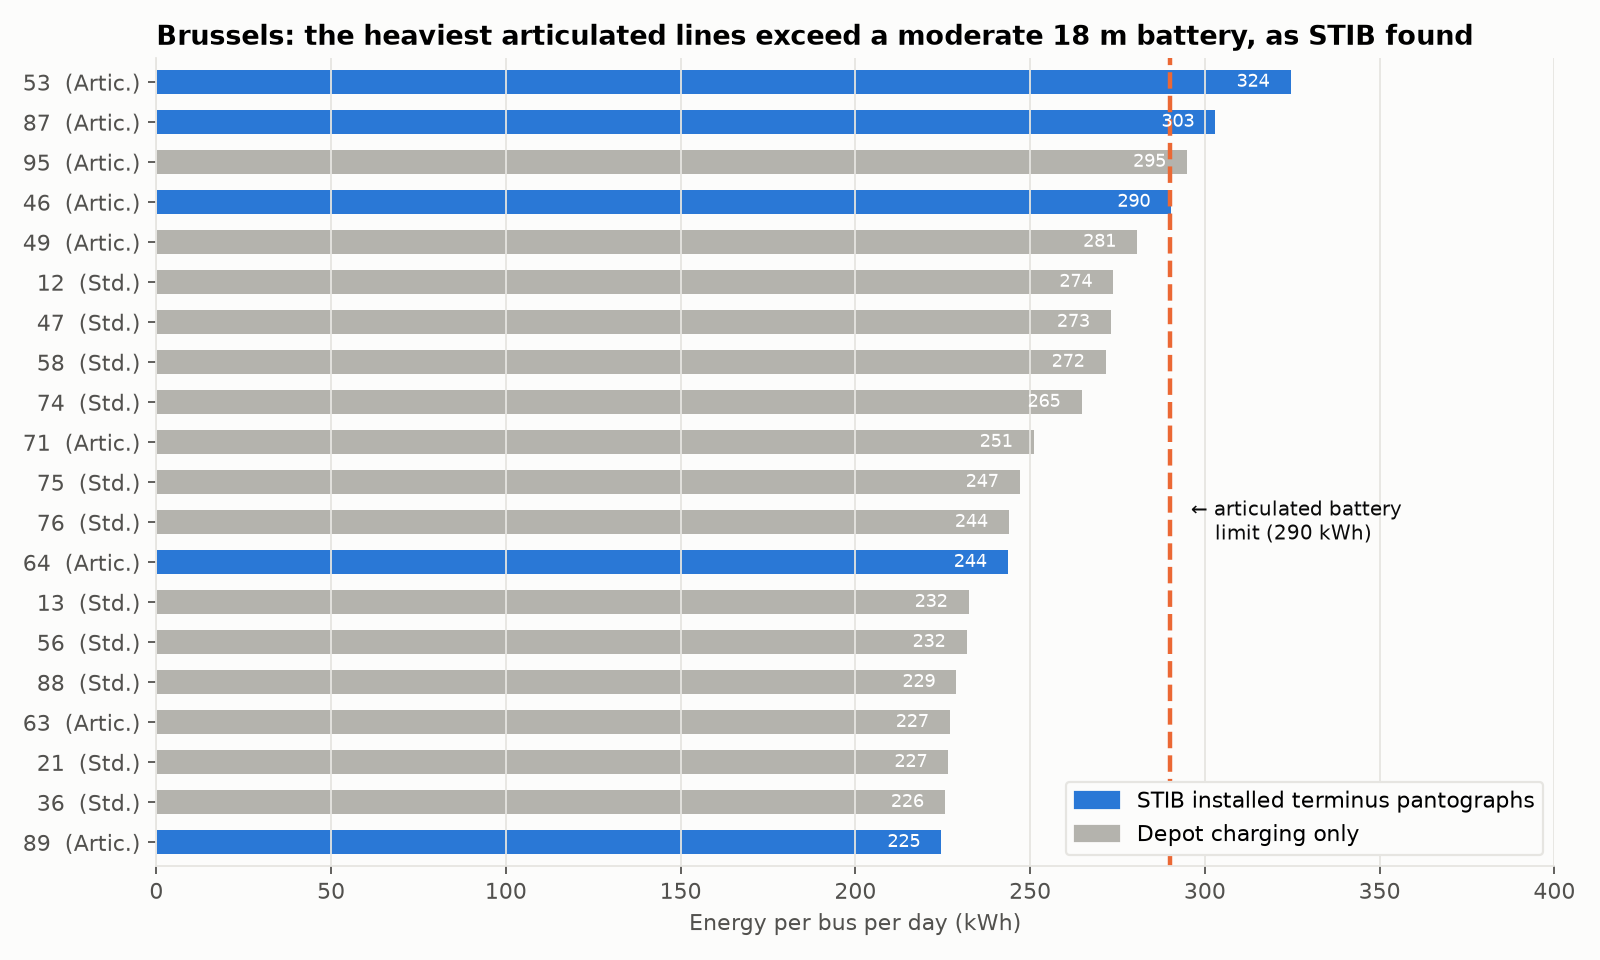 Brussels: the heaviest articulated lines exceed a moderate 18 m battery, as STIB found
53 (Artic.) 324
87 (Artic.) 303
95 (Artic.) 295
46 (Artic.) 290
49 (Artic.) 281
12 (Std.) 274
47 (Std.) 273
58 (Std.) 272
74 (Std.) 265
71 (Artic.) 251
75 (Std.) 247
76 (Std.) 244
← articulated battery
limit (290 kWh)
64 (Artic.) 244
13 (Std.) 232
56 (Std.) 232
88 (Std.) 229
63 (Artic.) 227
21 (Std.) 227
36 (Std.) 226
89 (Artic.) 225
STIB installed terminus pantographs
Depot charging only
0 50 100 150 200 250 300 350 400
Energy per bus per day (kWh)